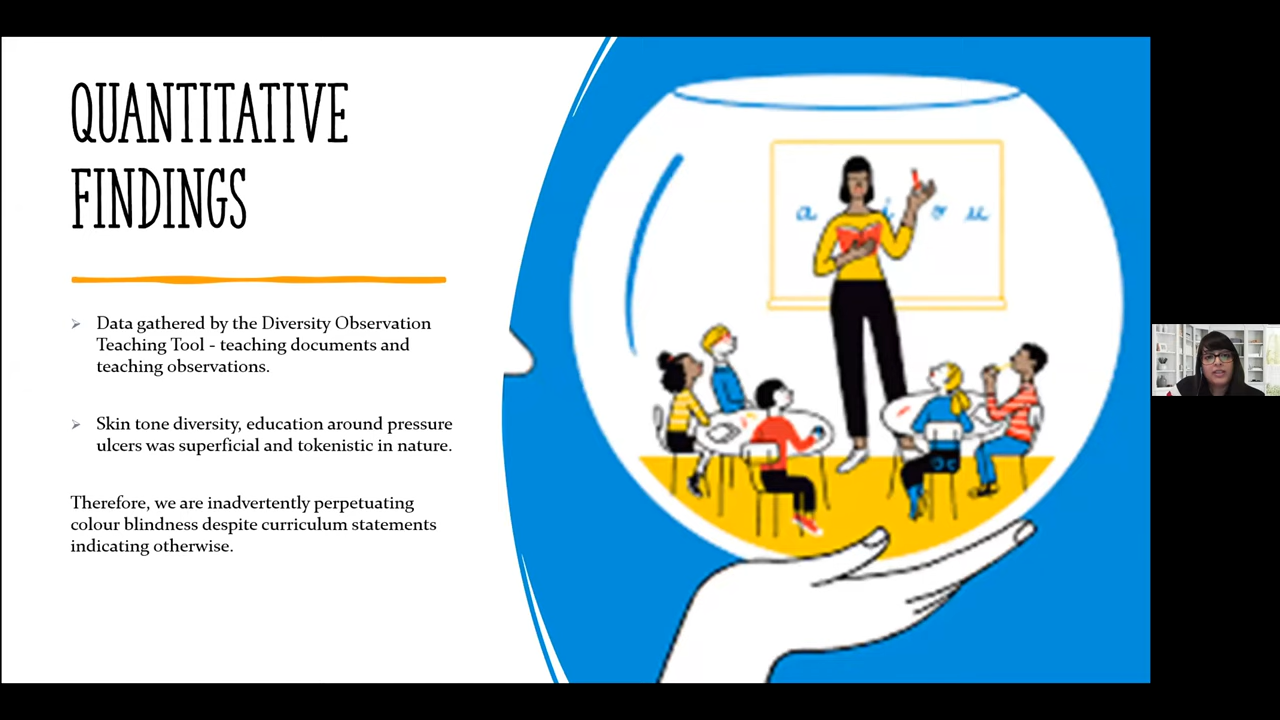 QUANTITATIVE
FINDINGS
Data gathered by the Diversity Observation
Teaching Tool - teaching documents and
teaching observations.
Skin tone diversity, education around pressure
ulcers was superficial and tokenistic in nature.
Therefore, we are inadvertently perpetuating
colour blindness despite curriculum statements
indicating otherwise.
a i o u